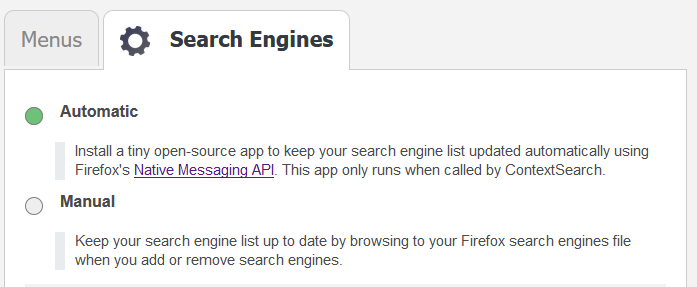 Menus
Search Engines
Automatic
Install a tiny open-source app to keep your search engine list updated automatically using
Firefox's Native Messaging API. This app only runs when called by ContextSearch.
Manual
Keep your search engine list up to date by browsing to your Firefox search engines file
when you add or remove search engines.